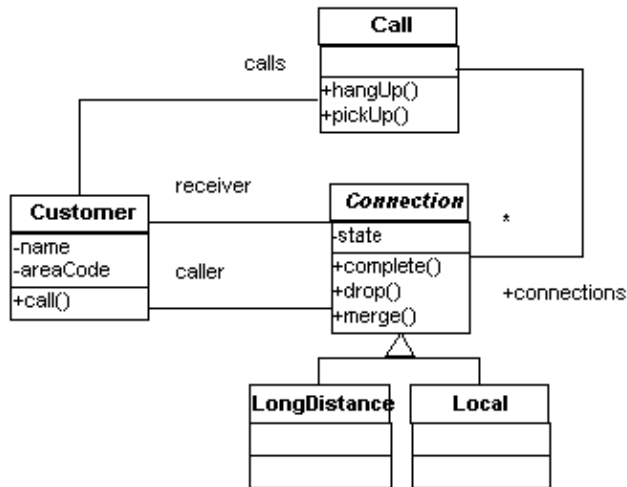 Call
calls
+hangUp()
+pickUp()
receiver
Customer
-name
-areaCode
+call()
caller
Connection
-state
+complete()
+drop()
+merge()
*
+connections
LongDistance
Local